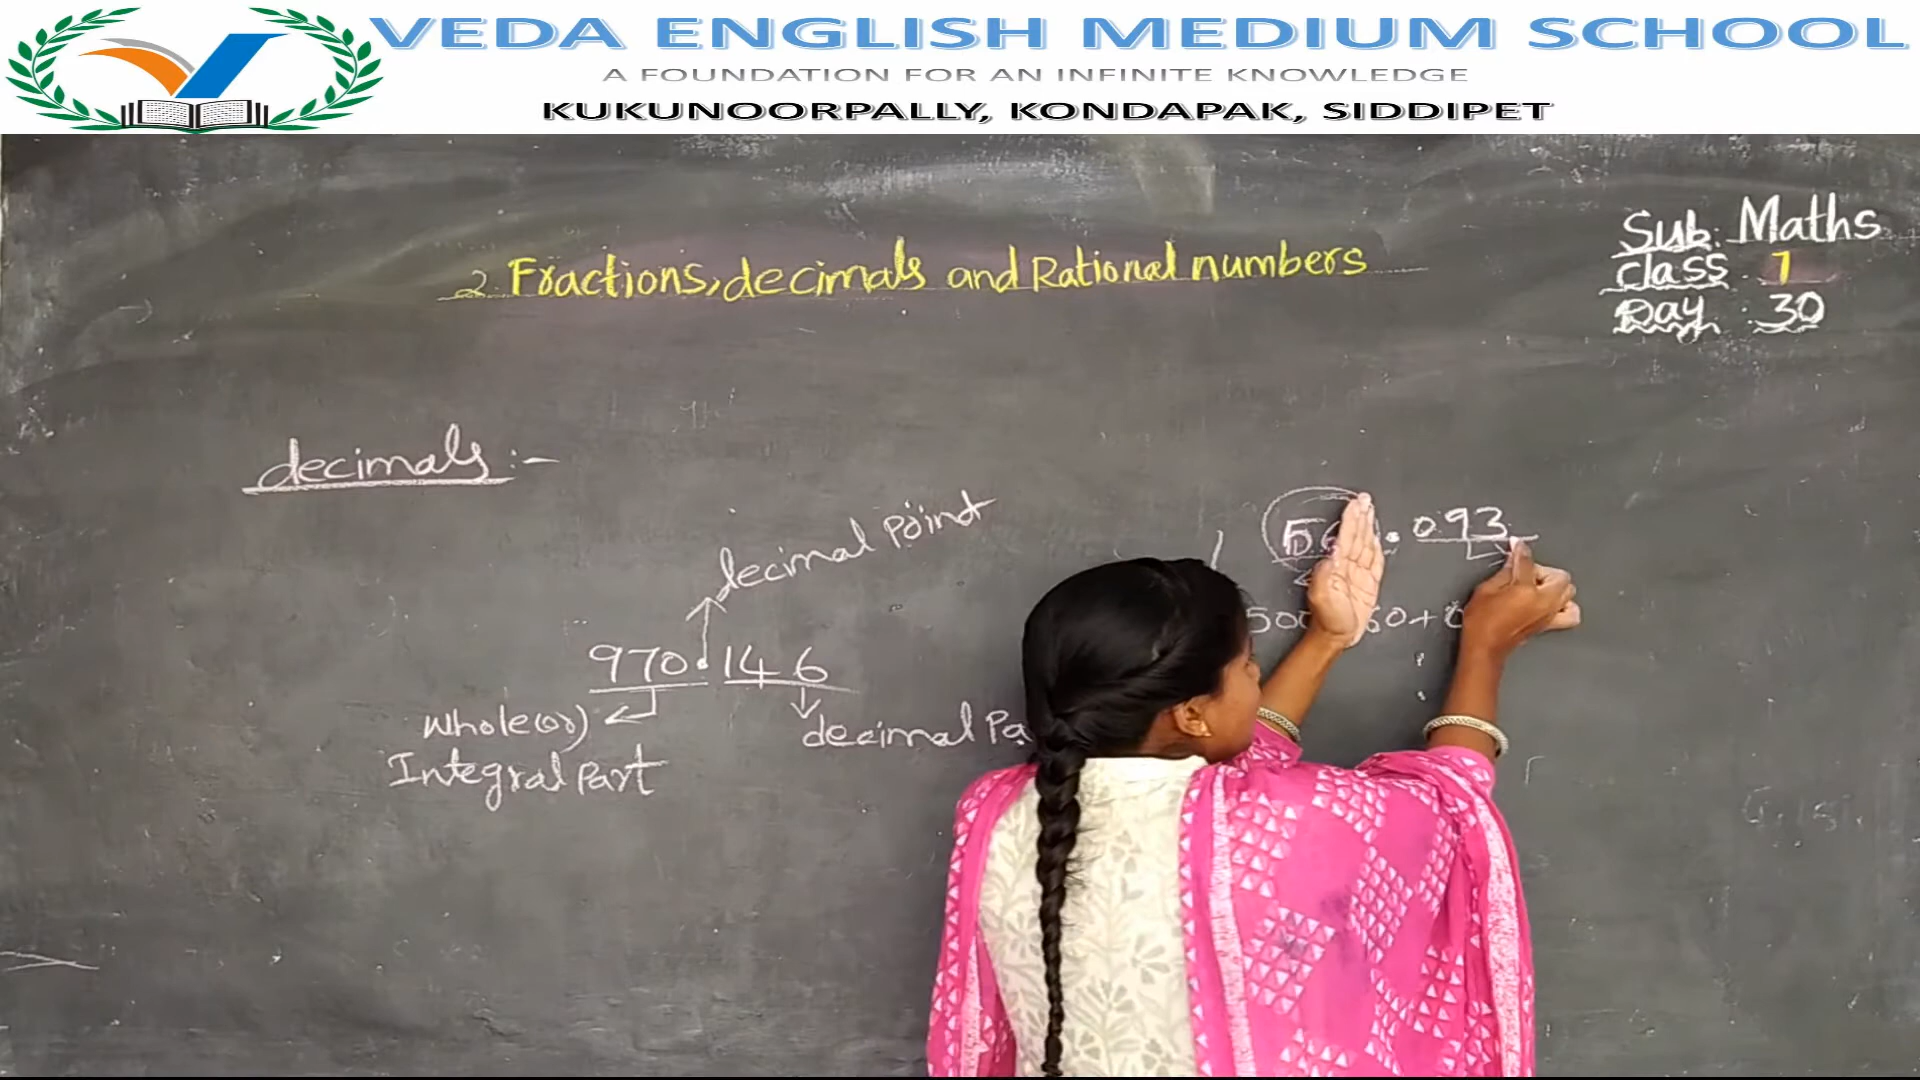 VEDA ENGLISH MEDIUM SCHOOL
A FOUNDATION FOR AN INFINITE KNOWLEDGE
KUKUNOORPALLY, KONDAPAK, SIDDIPET
Sub: Maths
class : 7
Day : 30
2. Fractions, decimals and Rational numbers
decimals :-
decimal point
.093
970.146
whole(or)
Integral Part
decimal Pa